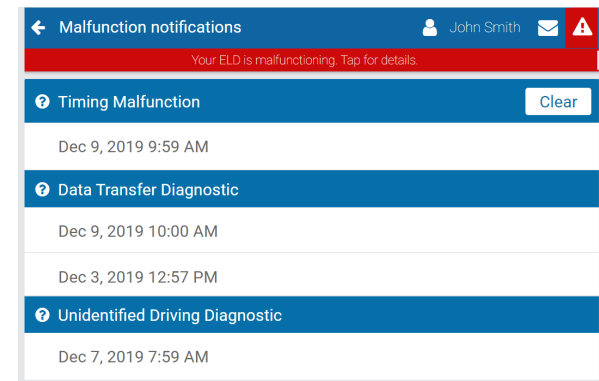 Malfunction notifications John Smith
Your ELD is malfunctioning. Tap for details.
Timing Malfunction Clear
Dec 9, 2019 9:59 AM
Data Transfer Diagnostic
Dec 9, 2019 10:00 AM
Dec 3, 2019 12:57 PM
Unidentified Driving Diagnostic
Dec 7, 2019 7:59 AM